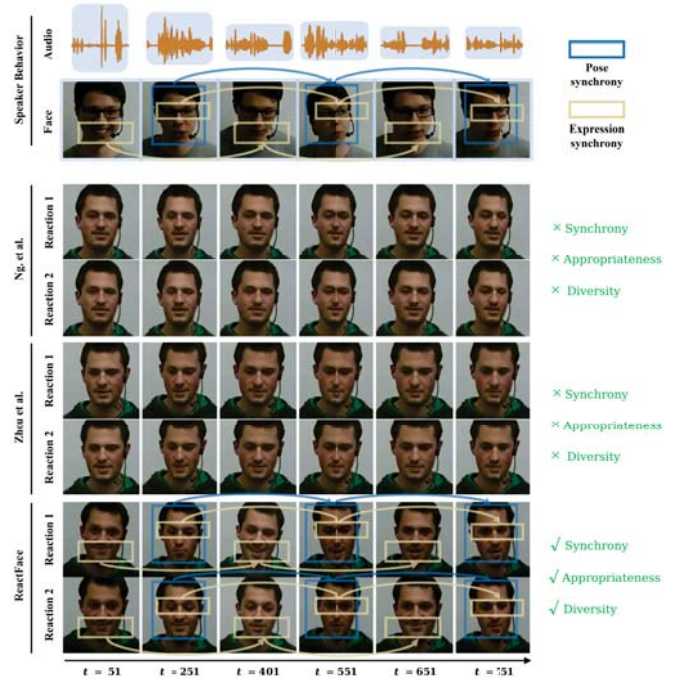 Speaker Behavior
Audio
Face
Pose
synchrony
Expression
synchrony
Ng. et al.
Reaction 1
Reaction 2
× Synchrony
× Appropriateness
× Diversity
Zhou et al.
Reaction 1
Reaction 2
× Synchrony
× Appropriateness
× Diversity
ReactFace
Reaction 1
Reaction 2
√ Synchrony
√ Appropriateness
√ Diversity
t = 51 t = 251 t = 401 t = 551 t = 651 t = 751